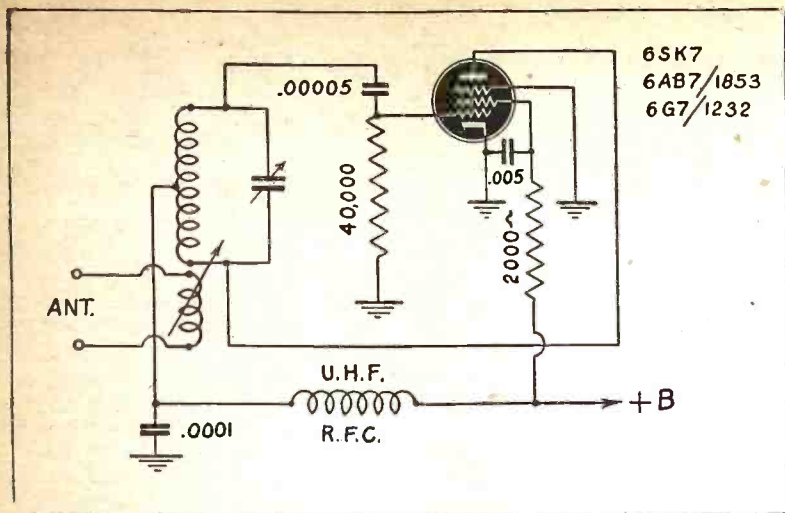 .00005
6SK7
6AB7/1853
6G7/1232
.005
40,000
2000~
ANT.
U.H.F.
R.F.C.
+B
.0001